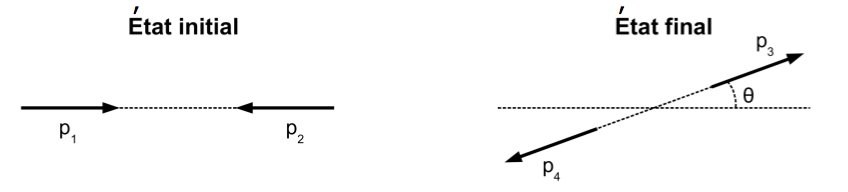 État initial
p₁
p₂
État final
p₃
θ
p₄